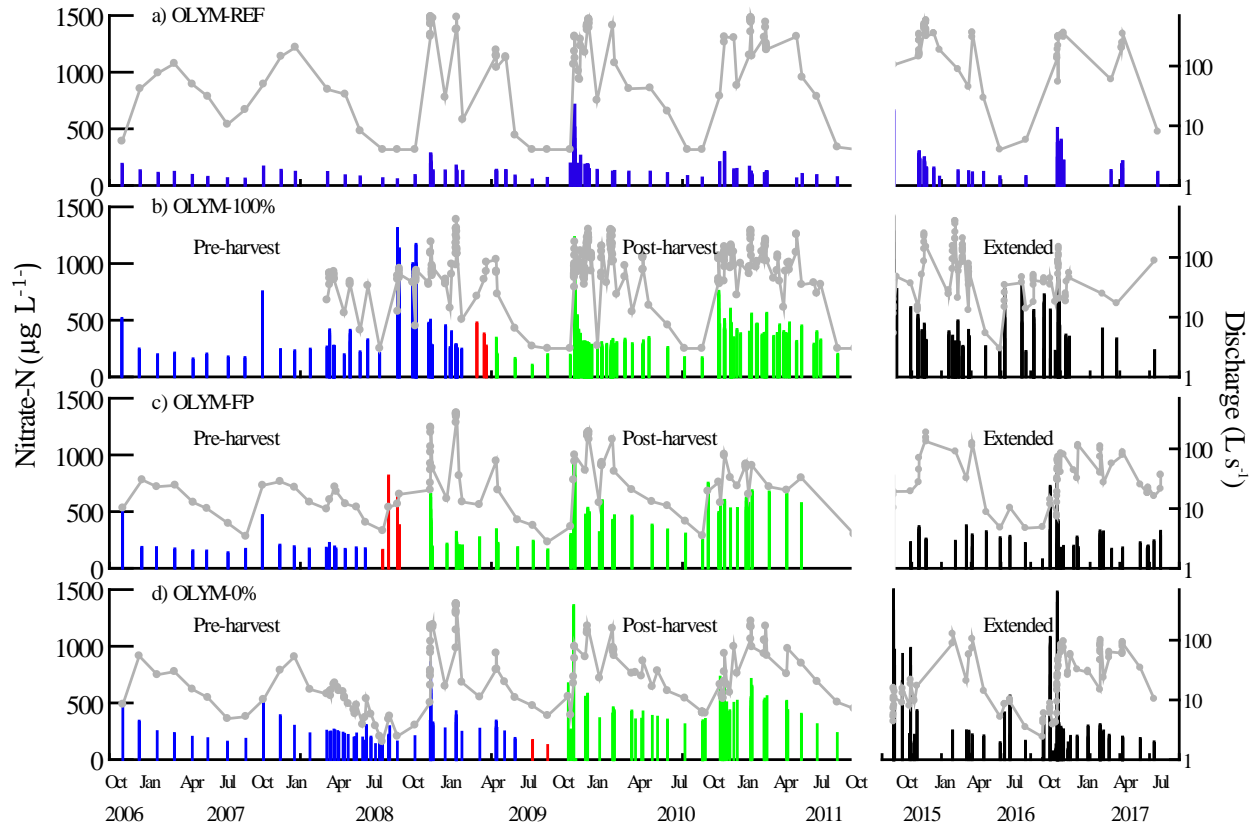 1500 a) OLYM-REF
1000 100
500 10
0 1
1500 b) OLYM-100%
Pre-harvest Post-harvest Extended
1000 100
500 10
0 1
1500 c) OLYM-FP
Pre-harvest Post-harvest Extended
1000 100
500 10
0 1
1500 d) OLYM-0%
Pre-harvest Post-harvest Extended
1000 100
500 10
0 1
Nitrate-N (µg L⁻¹)
Discharge (L s⁻¹)
Oct Jan Apr Jul Oct Jan Apr Jul Oct Jan Apr Jul Oct Jan Apr Jul Oct Jan Apr Jul Oct Oct Jan Apr Jul Oct Jan Apr Jul
2006 2007 2008 2009 2010 2011 2015 2016 2017